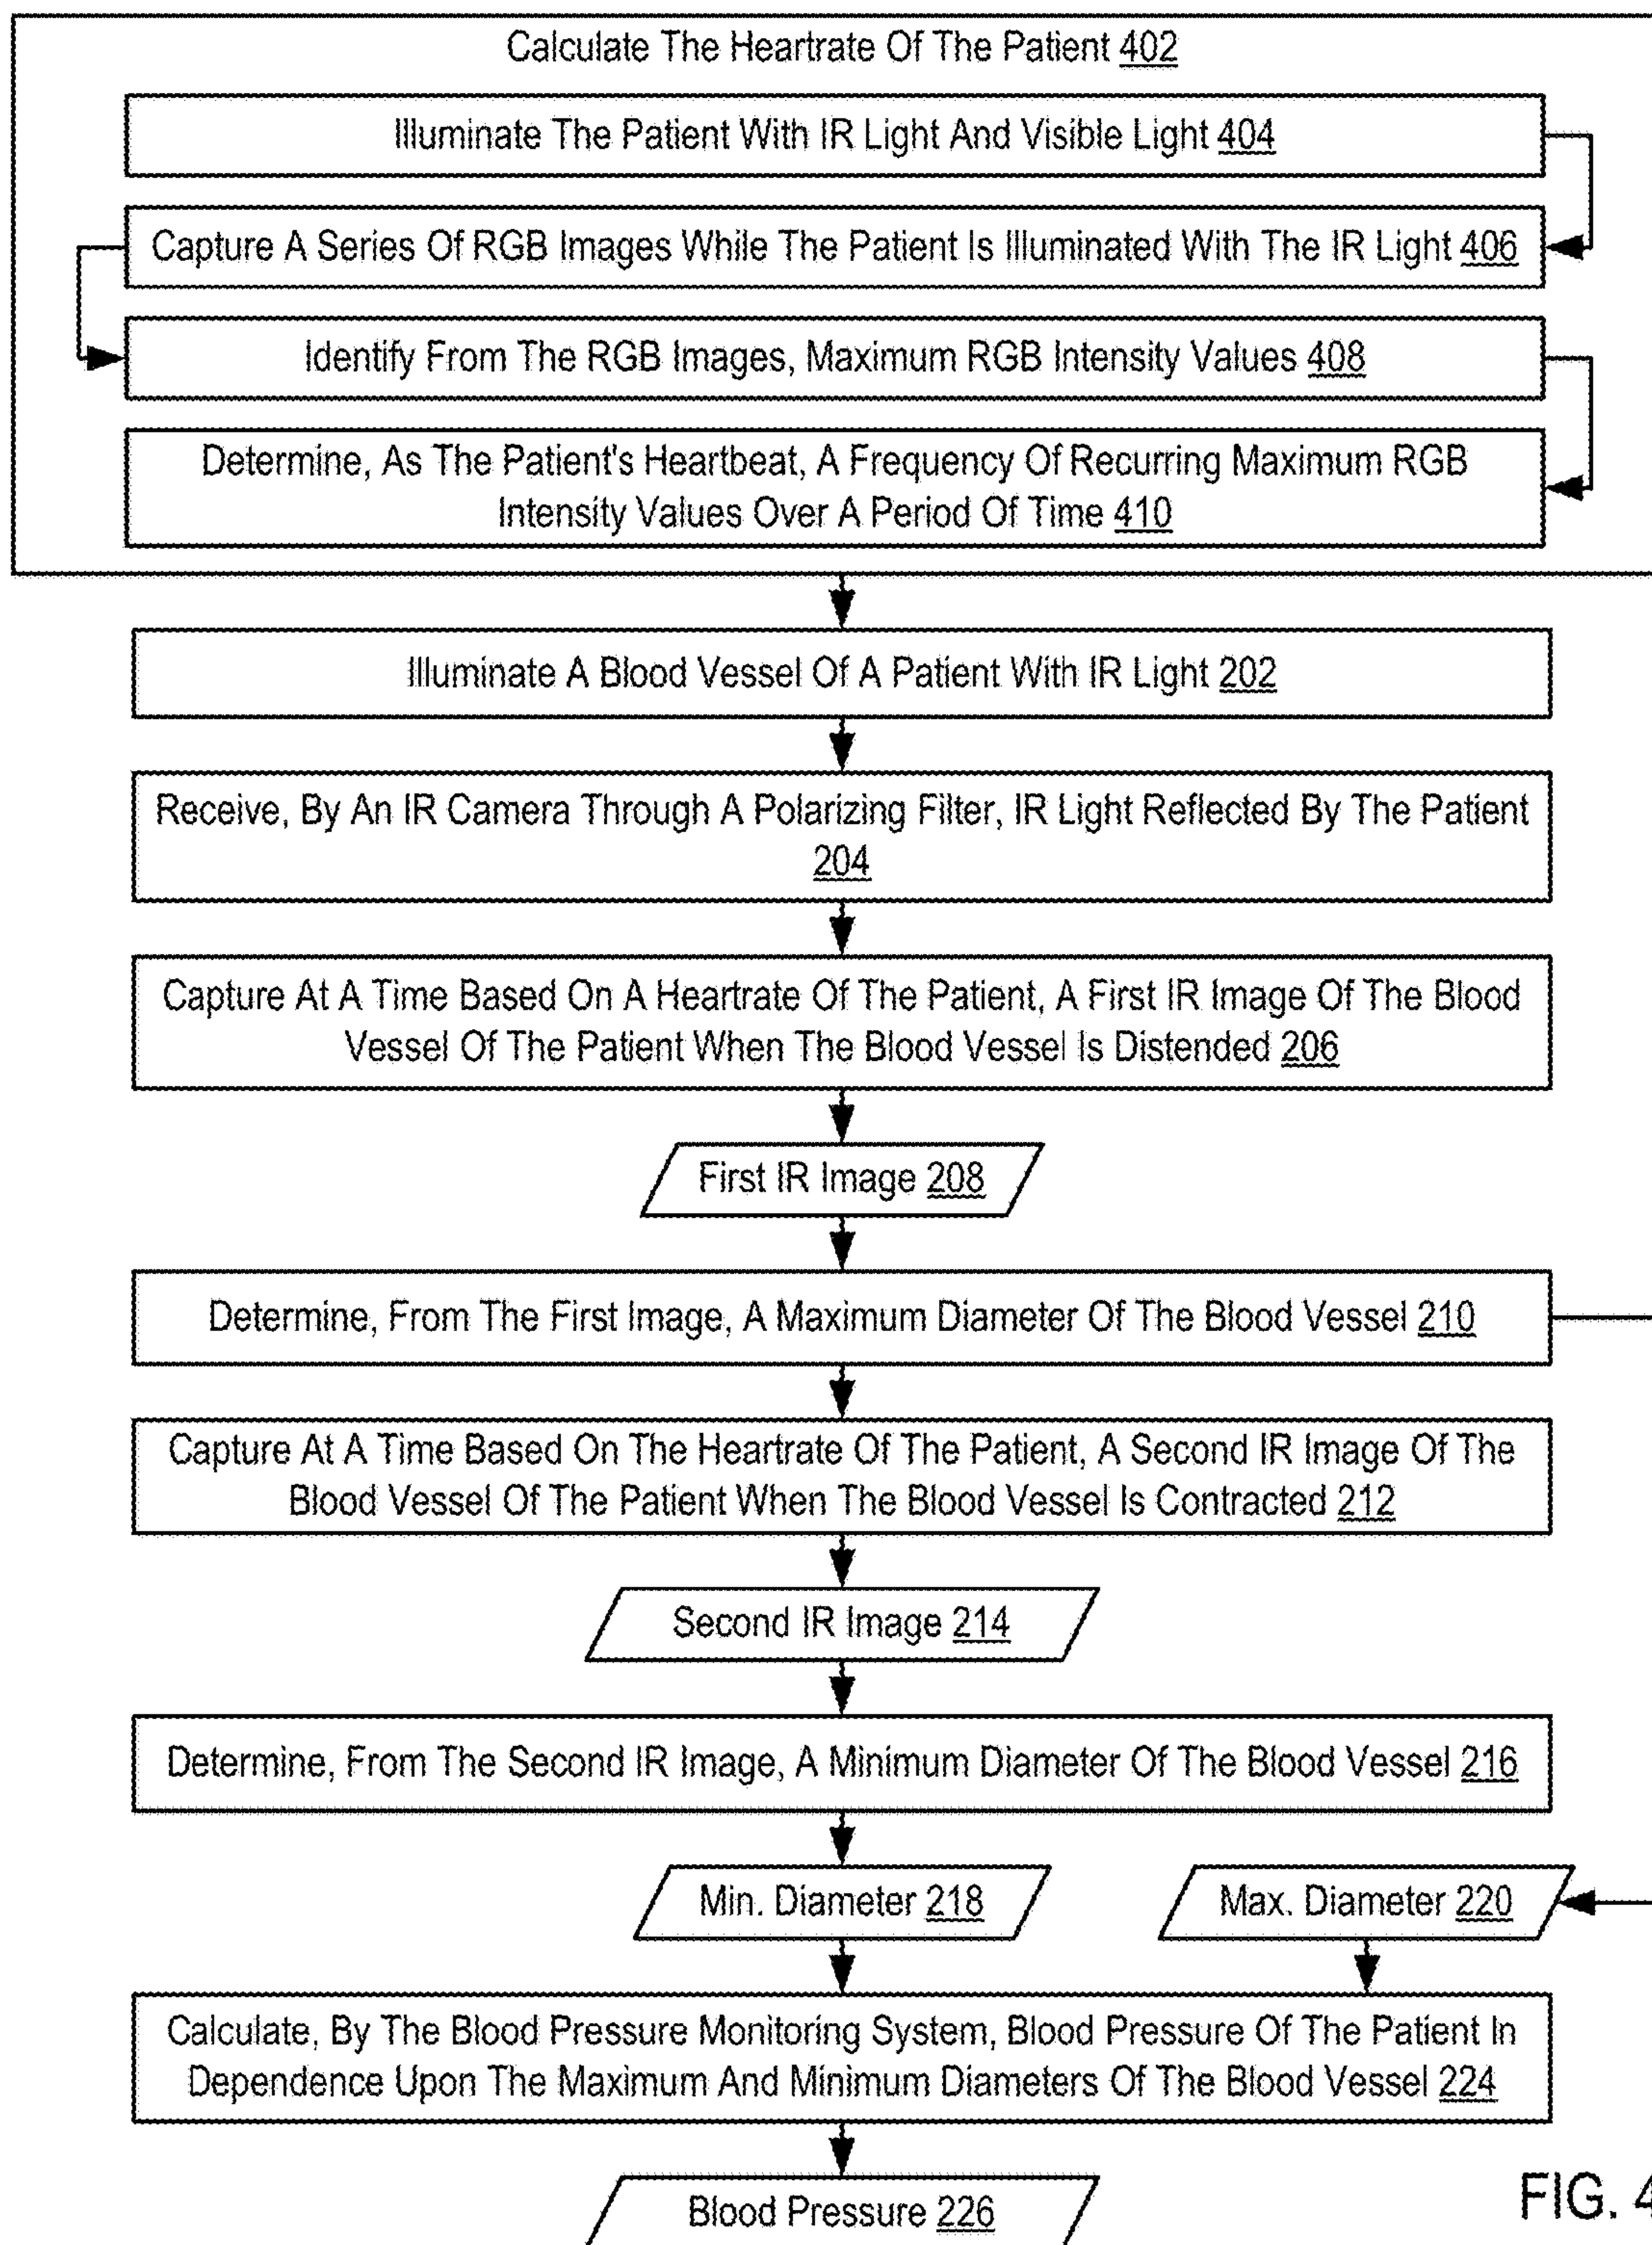 Calculate The Heartrate Of The Patient 402
Illuminate The Patient With IR Light And Visible Light 404
Capture A Series Of RGB Images While The Patient Is Illuminated With The IR Light 406
Identify From The RGB Images, Maximum RGB Intensity Values 408
Determine, As The Patient's Heartbeat, A Frequency Of Recurring Maximum RGB
Intensity Values Over A Period Of Time 410
Illuminate A Blood Vessel Of A Patient With IR Light 202
Receive, By An IR Camera Through A Polarizing Filter, IR Light Reflected By The Patient
204
Capture At A Time Based On A Heartrate Of The Patient, A First IR Image Of The Blood
Vessel Of The Patient When The Blood Vessel Is Distended 206
First IR Image 208
Determine, From The First Image, A Maximum Diameter Of The Blood Vessel 210
Capture At A Time Based On The Heartrate Of The Patient, A Second IR Image Of The
Blood Vessel Of The Patient When The Blood Vessel Is Contracted 212
Second IR Image 214
Determine, From The Second IR Image, A Minimum Diameter Of The Blood Vessel 216
Min. Diameter 218
Max. Diameter 220
Calculate, By The Blood Pressure Monitoring System, Blood Pressure Of The Patient In
Dependence Upon The Maximum And Minimum Diameters Of The Blood Vessel 224
Blood Pressure 226
FIG. 4